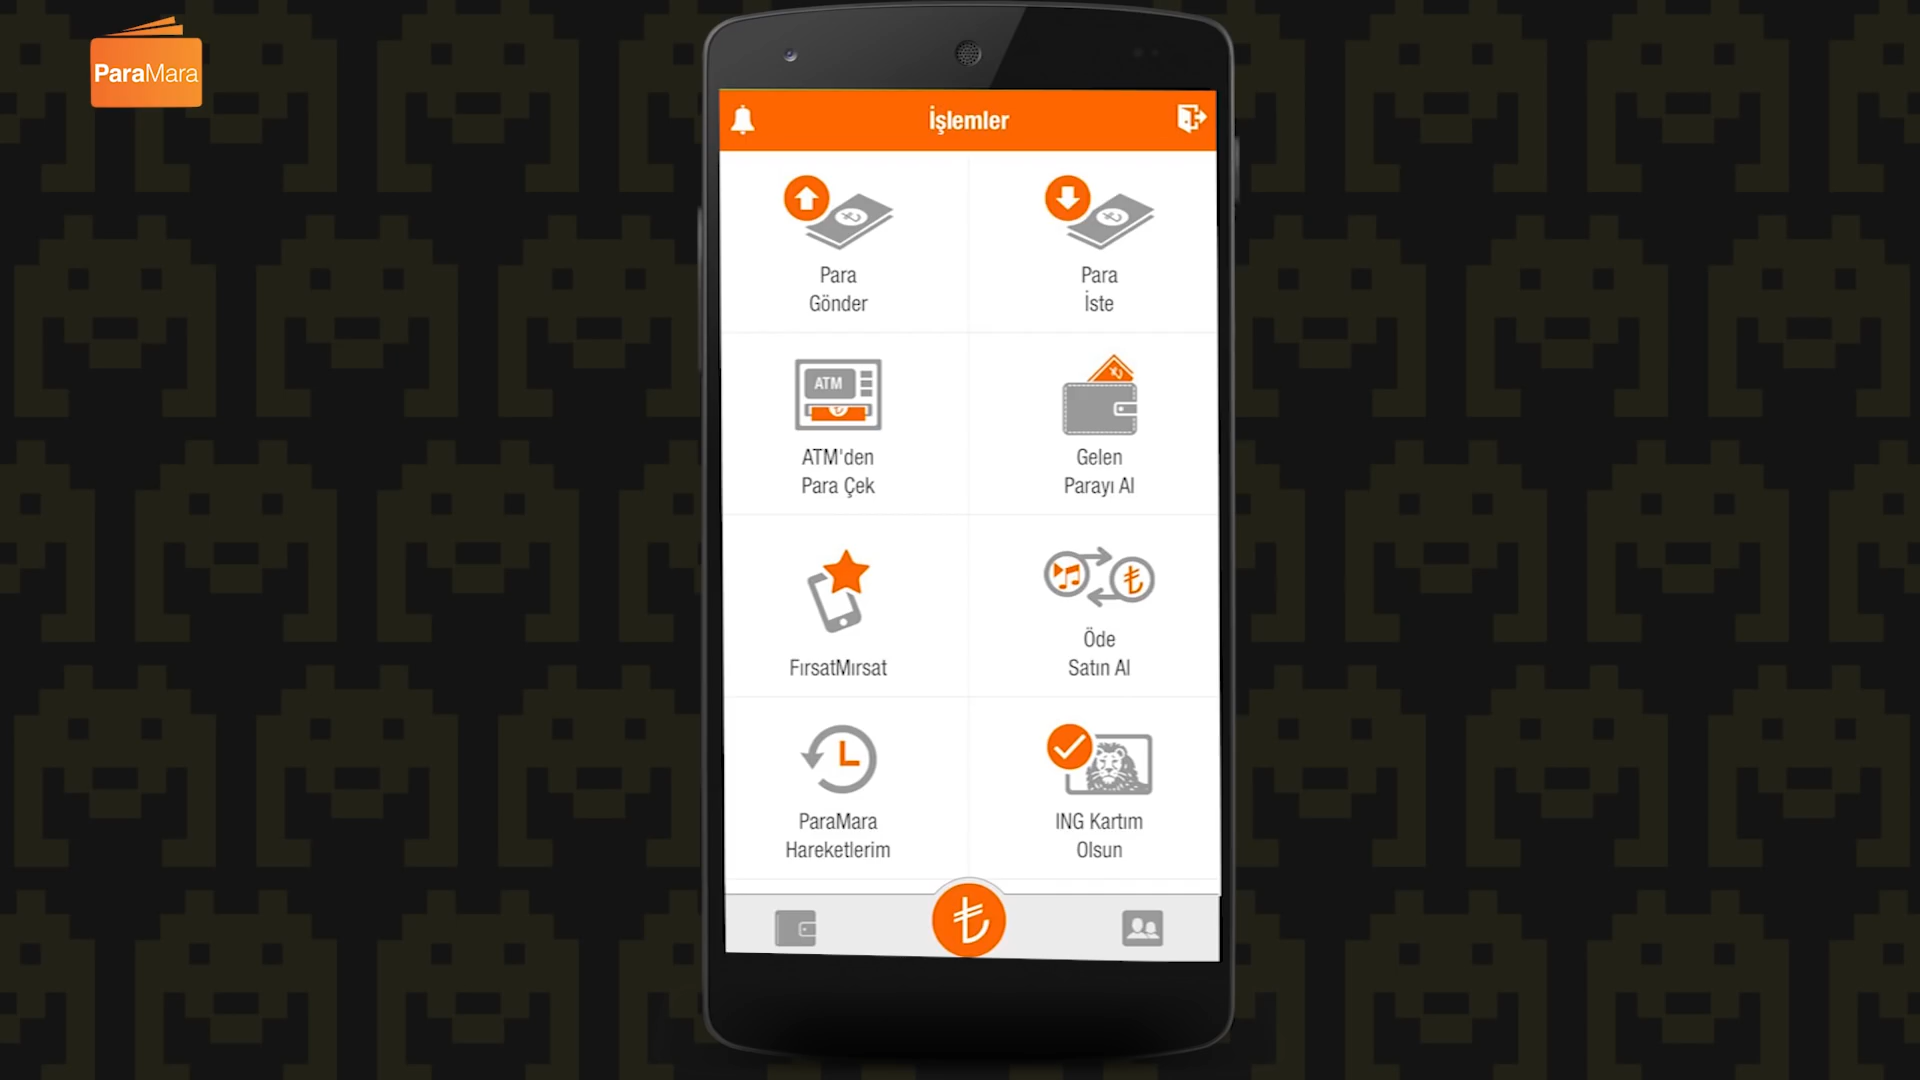 ParaMara
İşlemler
Para
Gönder
Para
İste
ATM
ATM'den
Para Çek
Gelen
Parayı Al
FırsatMırsat
Öde
Satın Al
ParaMara
Hareketlerim
ING Kartım
Olsun